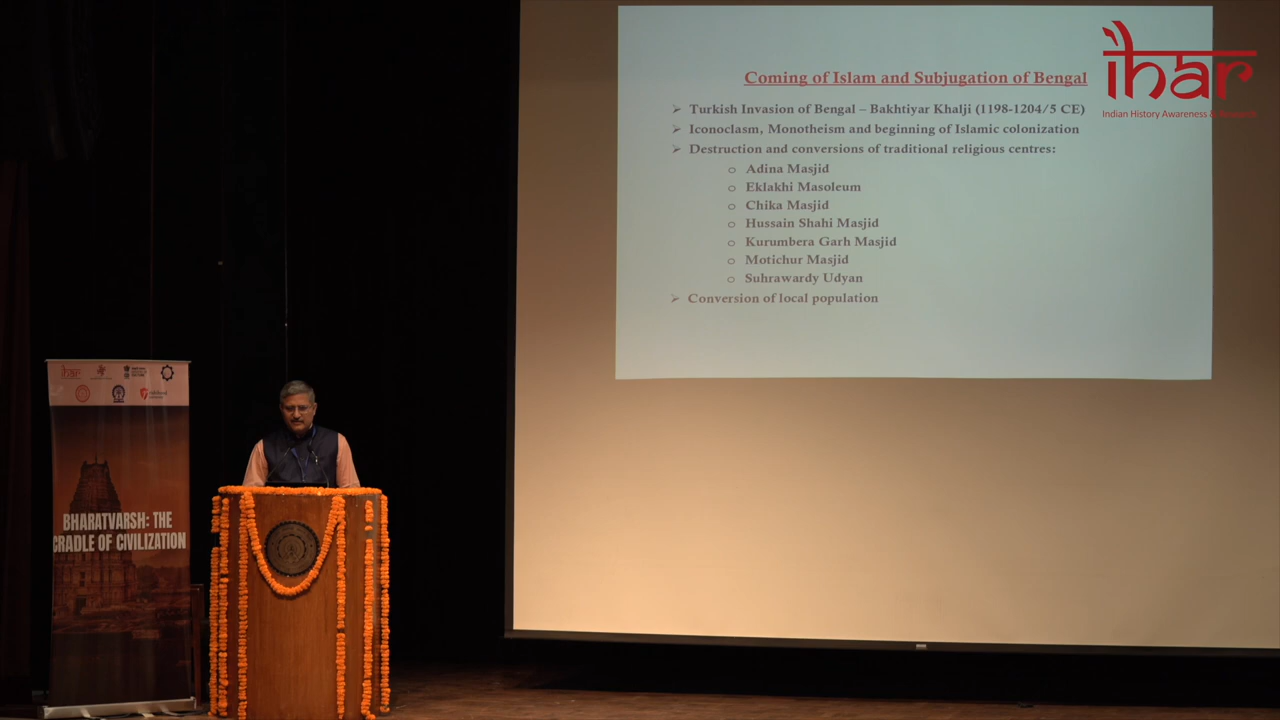 Coming of Islam and Subjugation of Bengal
➢ Turkish Invasion of Bengal – Bakhtiyar Khalji (1198-1204/5 CE)
➢ Iconoclasm, Monotheism and beginning of Islamic colonization
➢ Destruction and conversions of traditional religious centres:
o Adina Masjid
o Eklakhi Masoleum
o Chika Masjid
o Hussain Shahi Masjid
o Kurumbera Garh Masjid
o Motichur Masjid
o Suhrawardy Udyan
➢ Conversion of local population
ihar
Indian History Awareness &
ihar
BHARATVARSH: THE
CRADLE OF CIVILIZATION